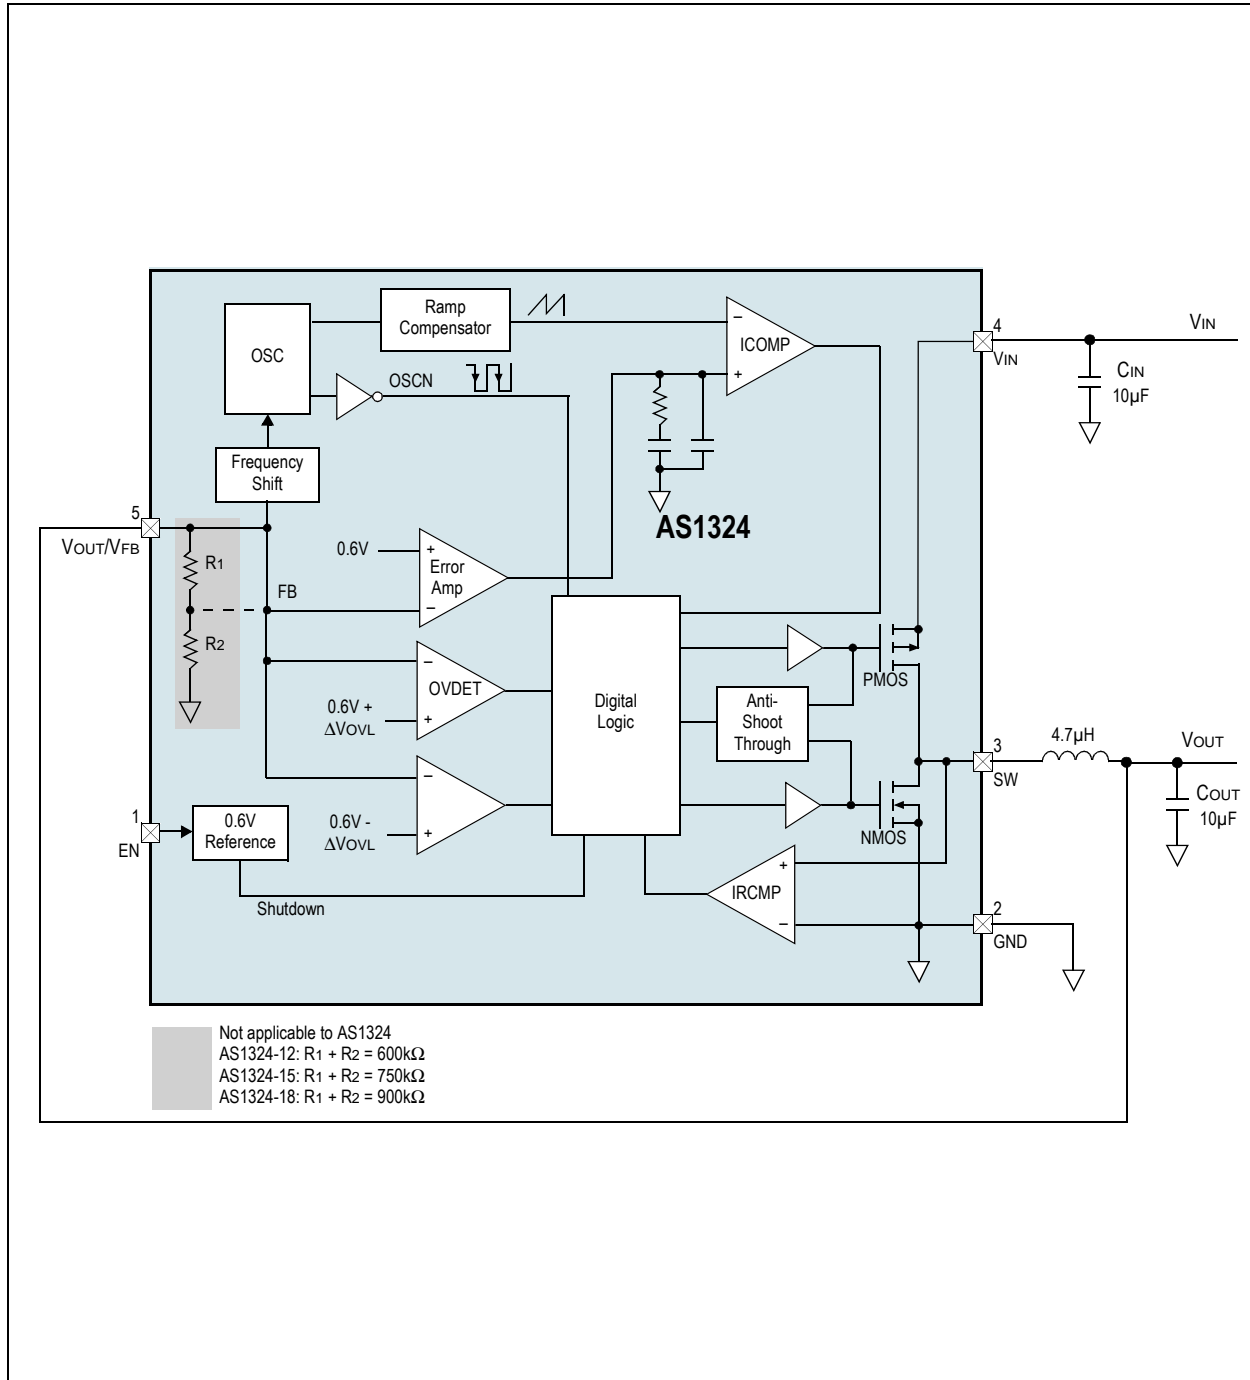 Ramp
Compensator
OSC
OSCN
ICOMP
−
+
4
VIN
VIN
CIN
10µF
Frequency
Shift
5
VOUT/VFB
R1
R2
FB
0.6V
+
Error
Amp
−
AS1324
−
OVDET
+
0.6V +
ΔVOVL
−
+
0.6V -
ΔVOVL
Digital
Logic
Anti-
Shoot
Through
PMOS
NMOS
3
SW
4.7µH
VOUT
COUT
10µF
1
EN
0.6V
Reference
Shutdown
+
IRCMP
−
2
GND
Not applicable to AS1324
AS1324-12: R1 + R2 = 600kΩ
AS1324-15: R1 + R2 = 750kΩ
AS1324-18: R1 + R2 = 900kΩ